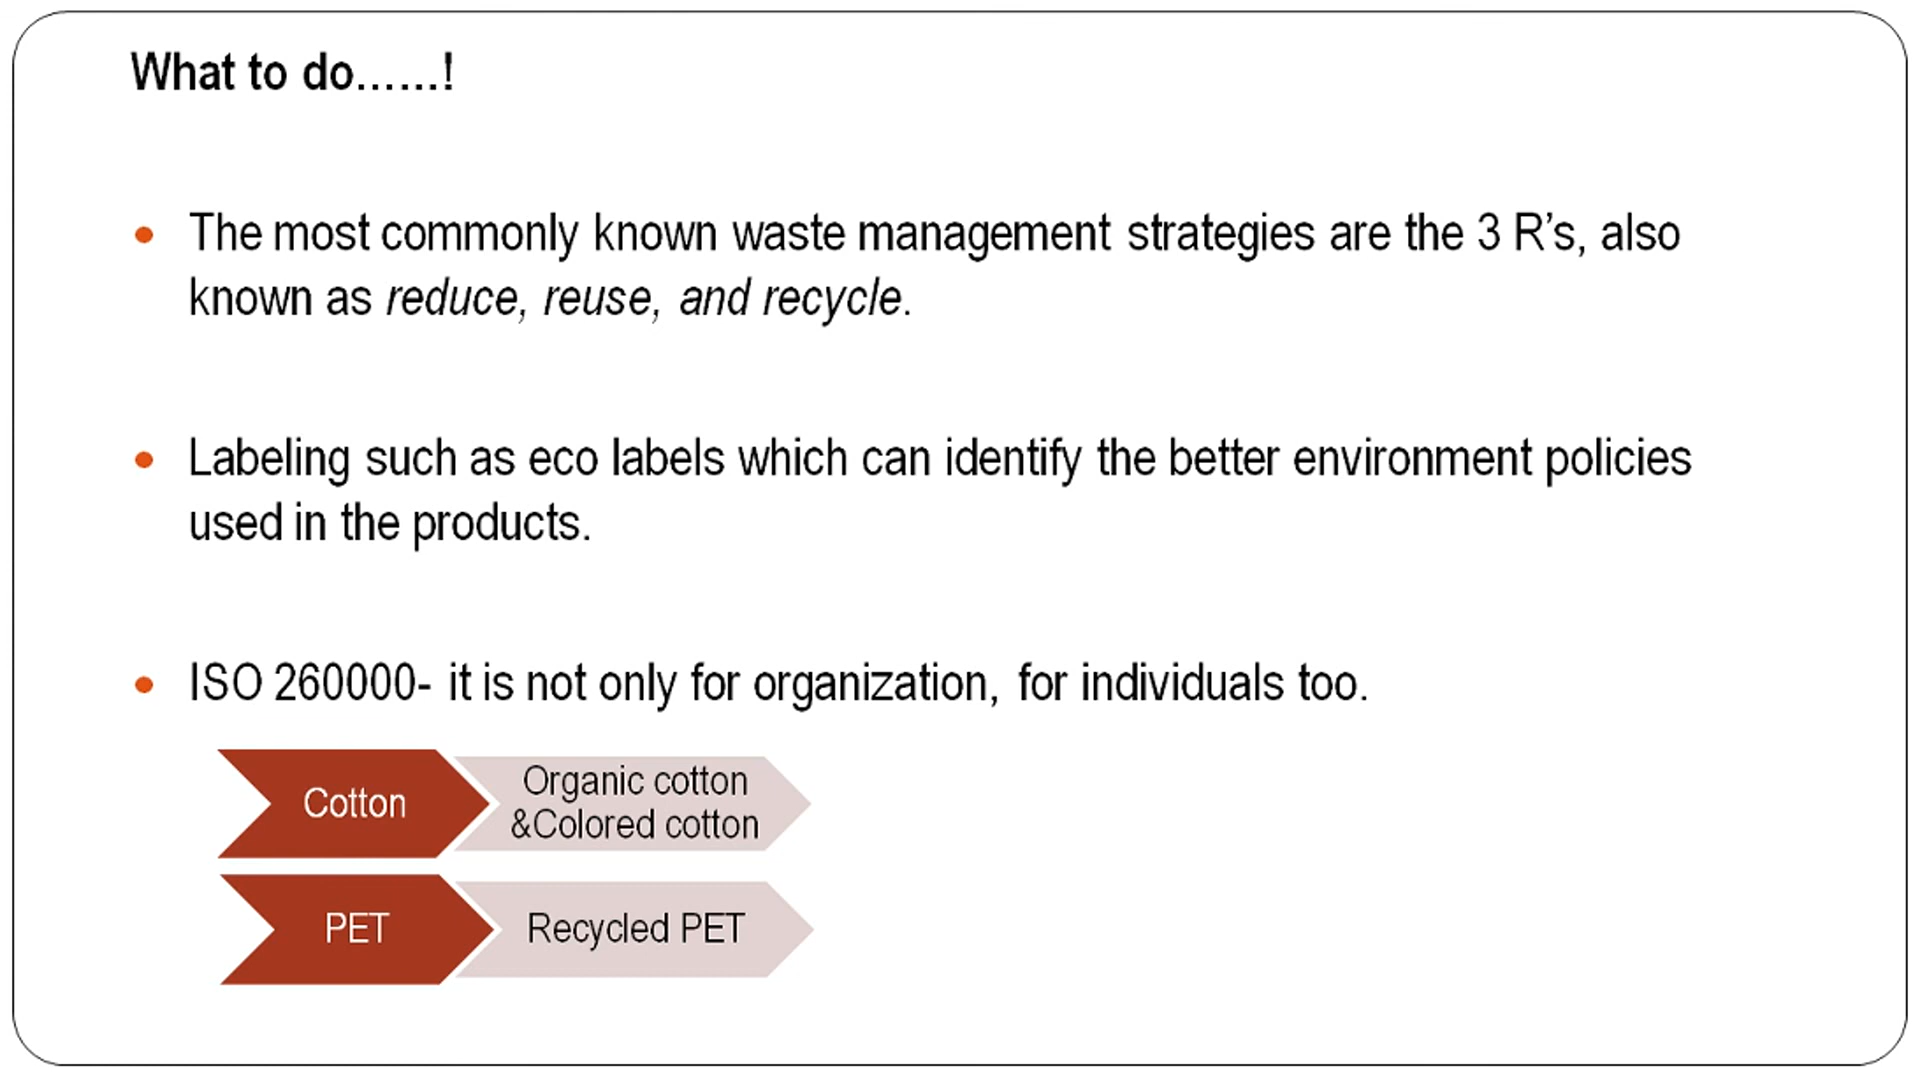 What to do......!
The most commonly known waste management strategies are the 3 R’s, also
known as reduce, reuse, and recycle.
Labeling such as eco labels which can identify the better environment policies
used in the products.
ISO 260000- it is not only for organization, for individuals too.
Cotton
Organic cotton
&Colored cotton
PET
Recycled PET